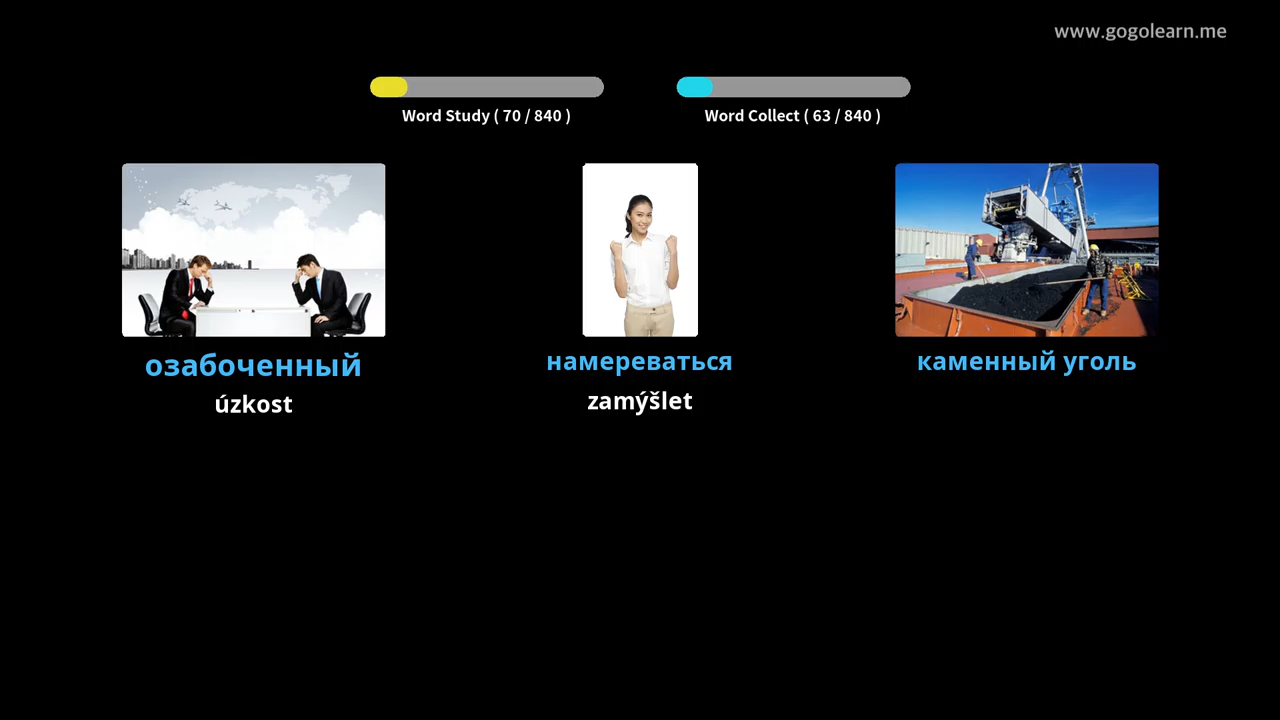 www.gogolearn.me
Word Study ( 70 / 840 )
Word Collect ( 63 / 840 )
озабоченный
úzkost
намереваться
zamýšlet
каменный уголь